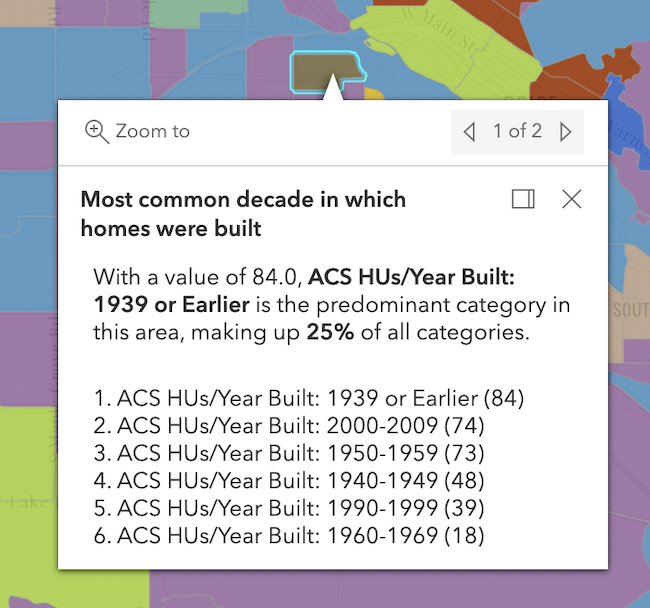 W. Main St
BOISE
Zoom to
1 of 2
Warm
Most common decade in which
homes were built
With a value of 84.0, ACS HUs/Year Built:
1939 or Earlier is the predominant category in
this area, making up 25% of all categories.
SOUT
1. ACS HUs/Year Built: 1939 or Earlier (84)
2. ACS HUs/Year Built: 2000-2009 (74)
3. ACS HUs/Year Built: 1950-1959 (73)
4. ACS HUs/Year Built: 1940-1949 (48)
5. ACS HUs/Year Built: 1990-1999 (39)
Lake
6. ACS HUs/Year Built: 1960-1969 (18)